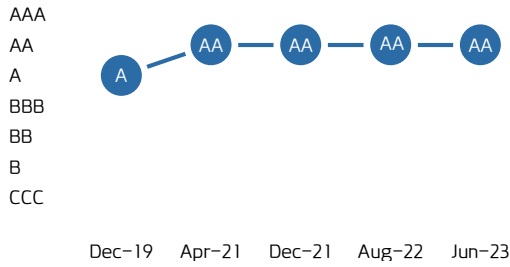 AAA
AA
A
BBB
BB
B
CCC
A AA AA AA AA
Dec–19 Apr–21 Dec–21 Aug–22 Jun–23